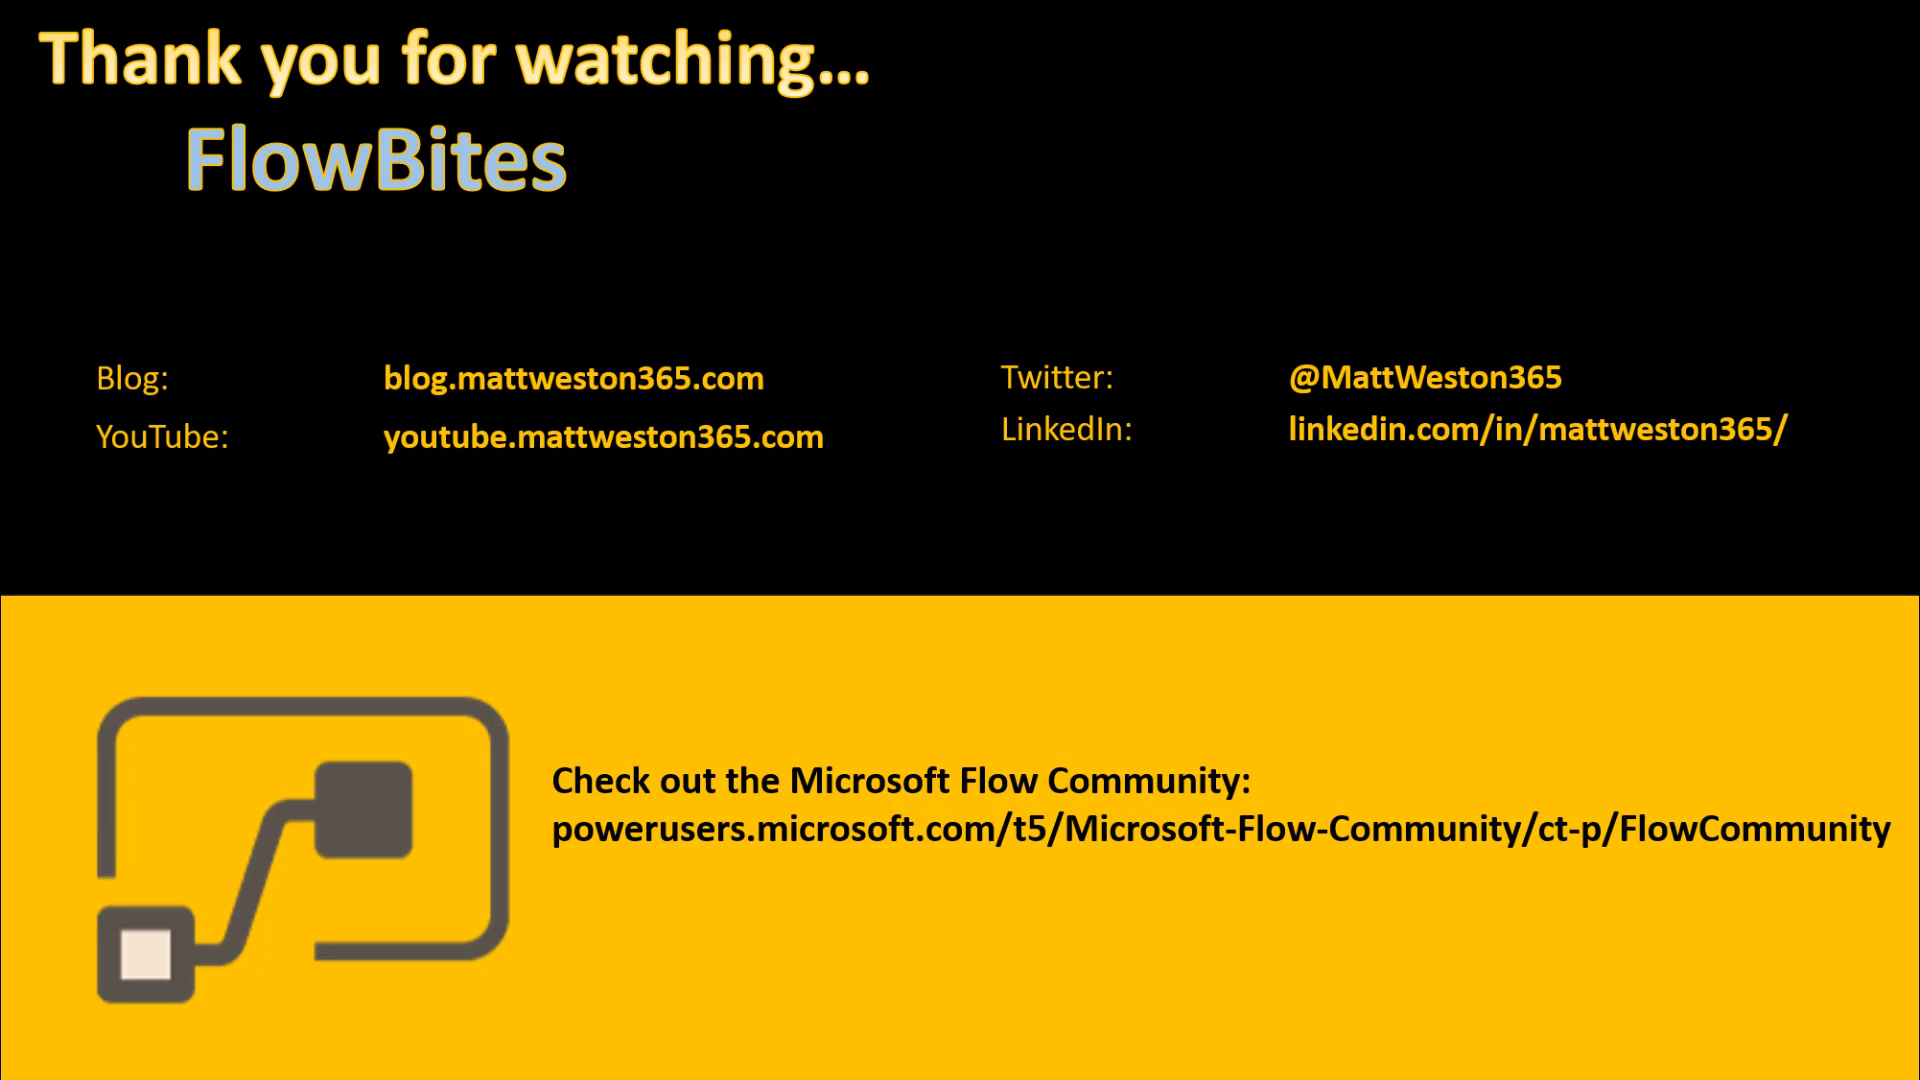 Thank you for watching...
FlowBites
Blog: blog.mattweston365.com
YouTube: youtube.mattweston365.com
Twitter: @MattWeston365
LinkedIn: linkedin.com/in/mattweston365/
Check out the Microsoft Flow Community:
powerusers.microsoft.com/t5/Microsoft-Flow-Community/ct-p/FlowCommunity